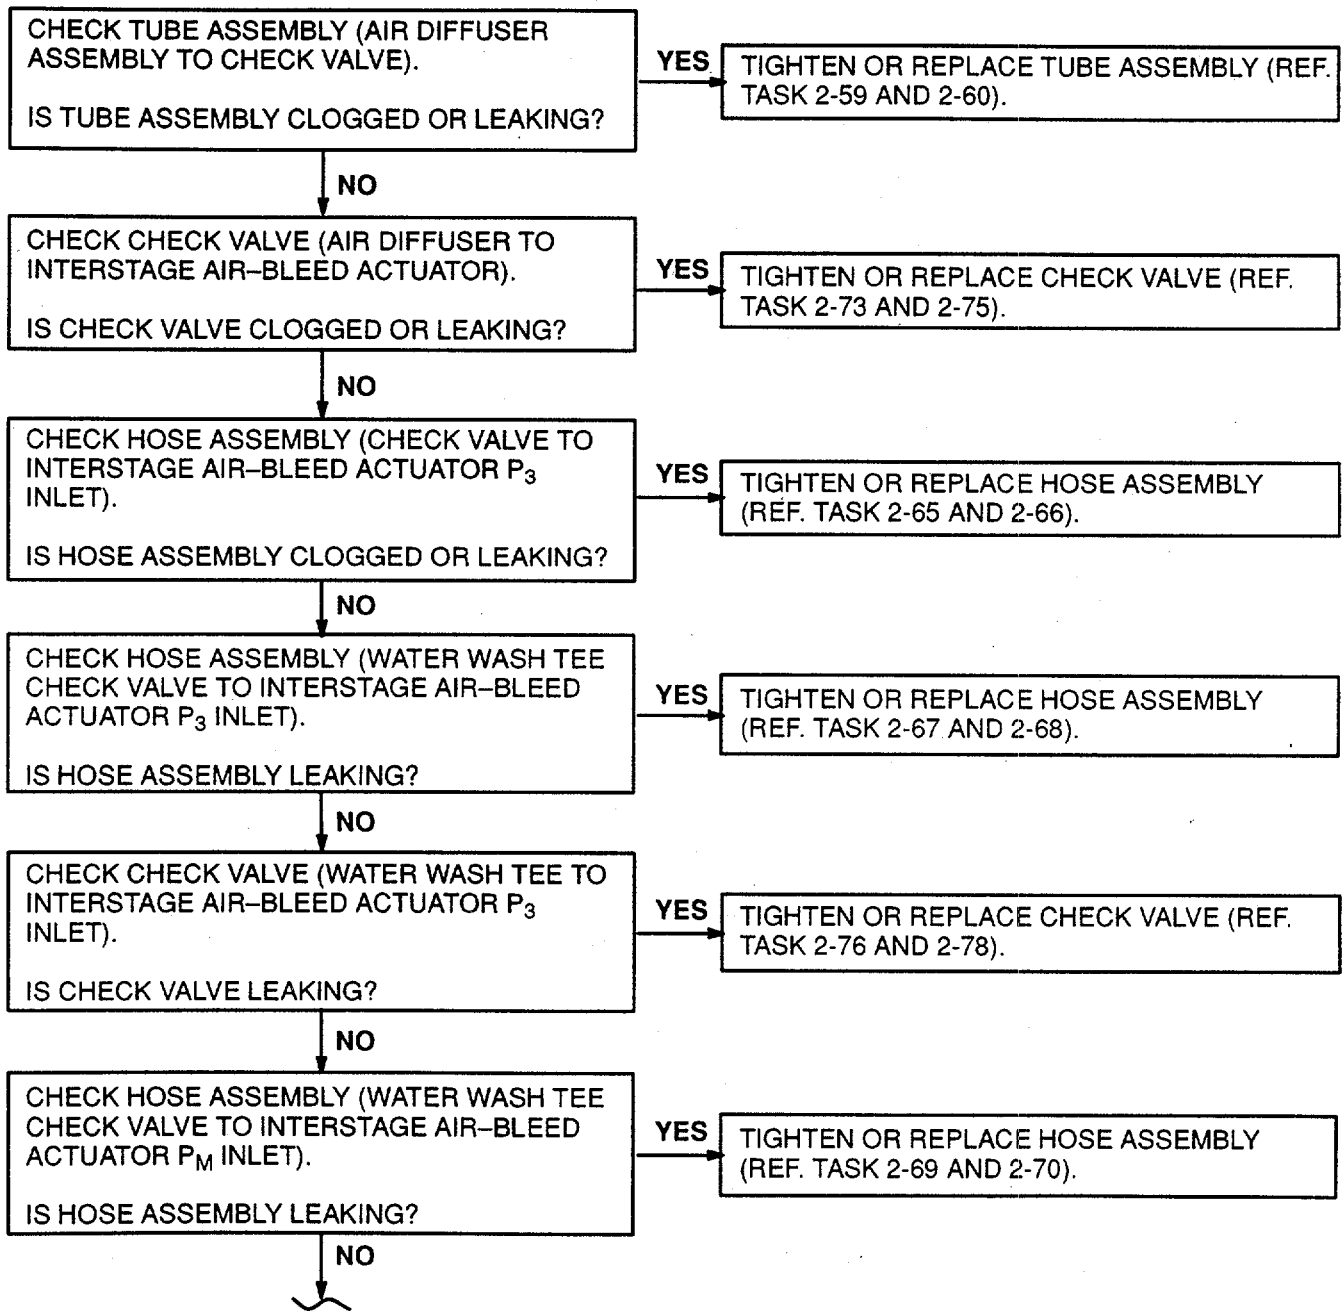 CHECK TUBE ASSEMBLY (AIR DIFFUSER
ASSEMBLY TO CHECK VALVE).
IS TUBE ASSEMBLY CLOGGED OR LEAKING?
YES
TIGHTEN OR REPLACE TUBE ASSEMBLY (REF.
TASK 2-59 AND 2-60).
NO
CHECK CHECK VALVE (AIR DIFFUSER TO
INTERSTAGE AIR–BLEED ACTUATOR).
IS CHECK VALVE CLOGGED OR LEAKING?
YES
TIGHTEN OR REPLACE CHECK VALVE (REF.
TASK 2-73 AND 2-75).
NO
CHECK HOSE ASSEMBLY (CHECK VALVE TO
INTERSTAGE AIR–BLEED ACTUATOR P₃
INLET).
IS HOSE ASSEMBLY CLOGGED OR LEAKING?
YES
TIGHTEN OR REPLACE HOSE ASSEMBLY
(REF. TASK 2-65 AND 2-66).
NO
CHECK HOSE ASSEMBLY (WATER WASH TEE
CHECK VALVE TO INTERSTAGE AIR–BLEED
ACTUATOR P₃ INLET).
IS HOSE ASSEMBLY LEAKING?
YES
TIGHTEN OR REPLACE HOSE ASSEMBLY
(REF. TASK 2-67 AND 2-68).
NO
CHECK CHECK VALVE (WATER WASH TEE TO
INTERSTAGE AIR–BLEED ACTUATOR P₃
INLET).
IS CHECK VALVE LEAKING?
YES
TIGHTEN OR REPLACE CHECK VALVE (REF.
TASK 2-76 AND 2-78).
NO
CHECK HOSE ASSEMBLY (WATER WASH TEE
CHECK VALVE TO INTERSTAGE AIR–BLEED
ACTUATOR PM INLET).
IS HOSE ASSEMBLY LEAKING?
YES
TIGHTEN OR REPLACE HOSE ASSEMBLY
(REF. TASK 2-69 AND 2-70).
NO